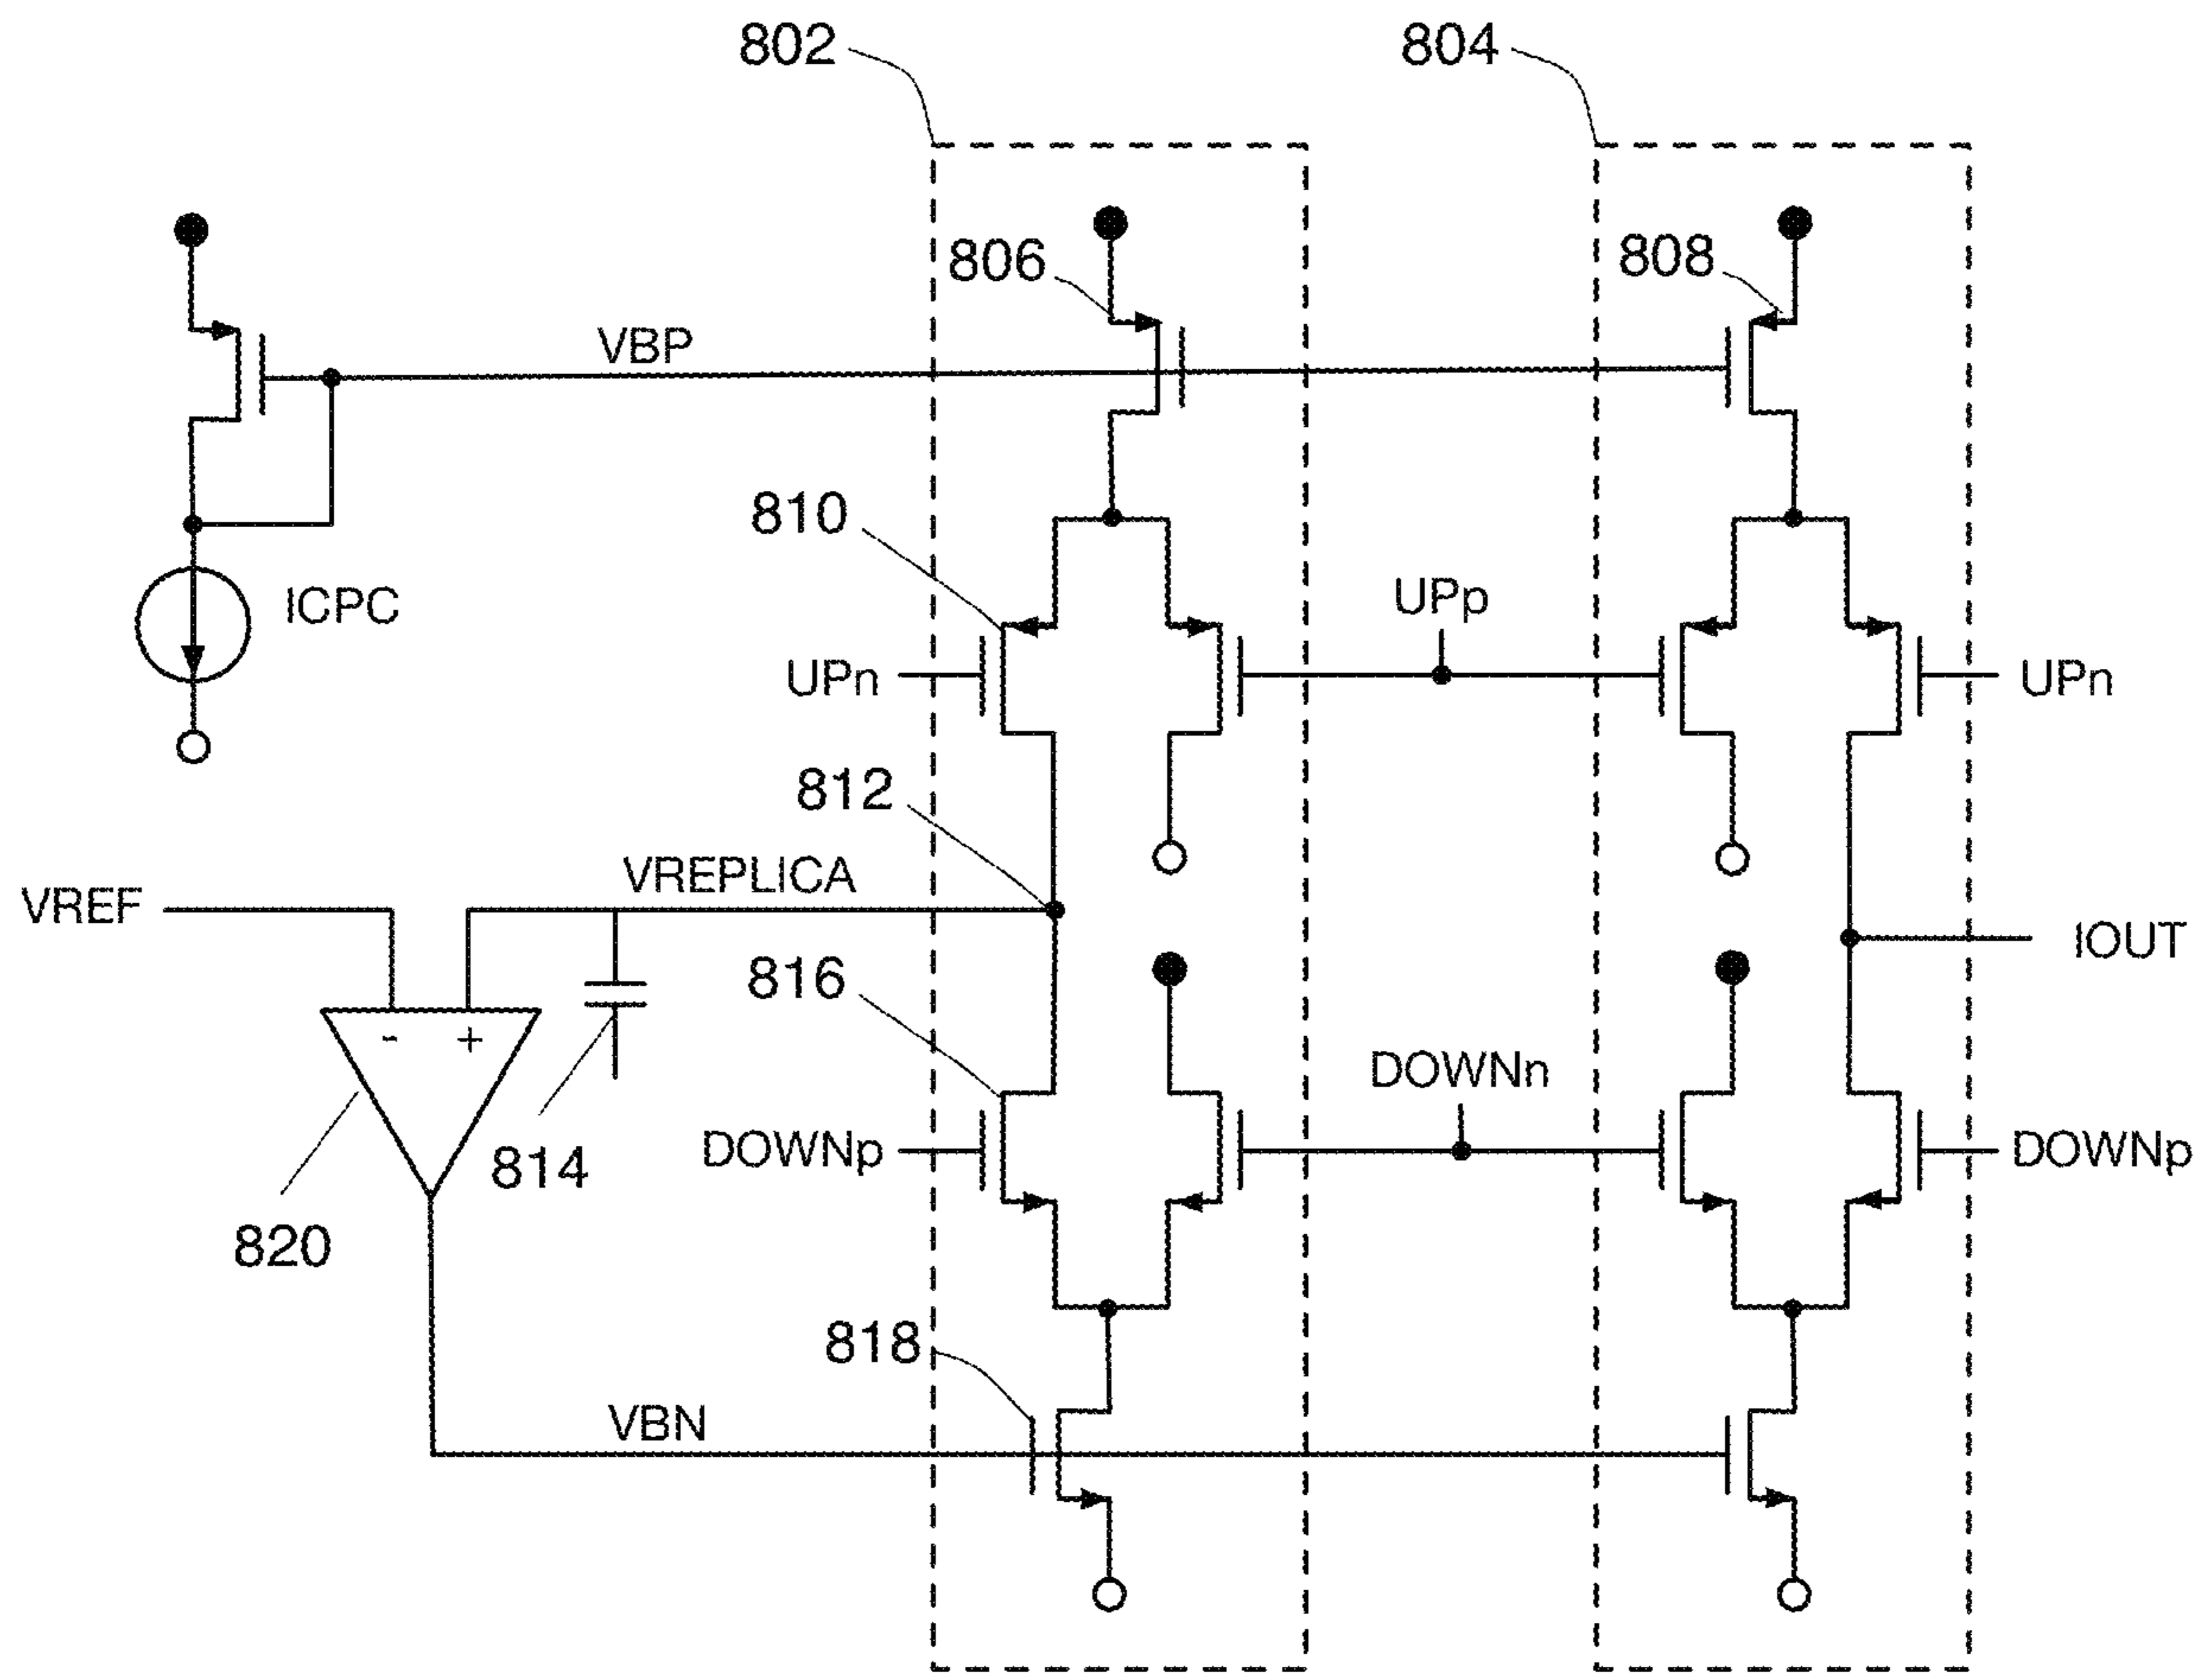 802
804
806
808
VBP
810
ICPC
UPp
UPn
UPn
812
VREPLICA
VREF
IOUT
816
- +
DOWNn
814
DOWNp
DOWNp
820
818
VBN